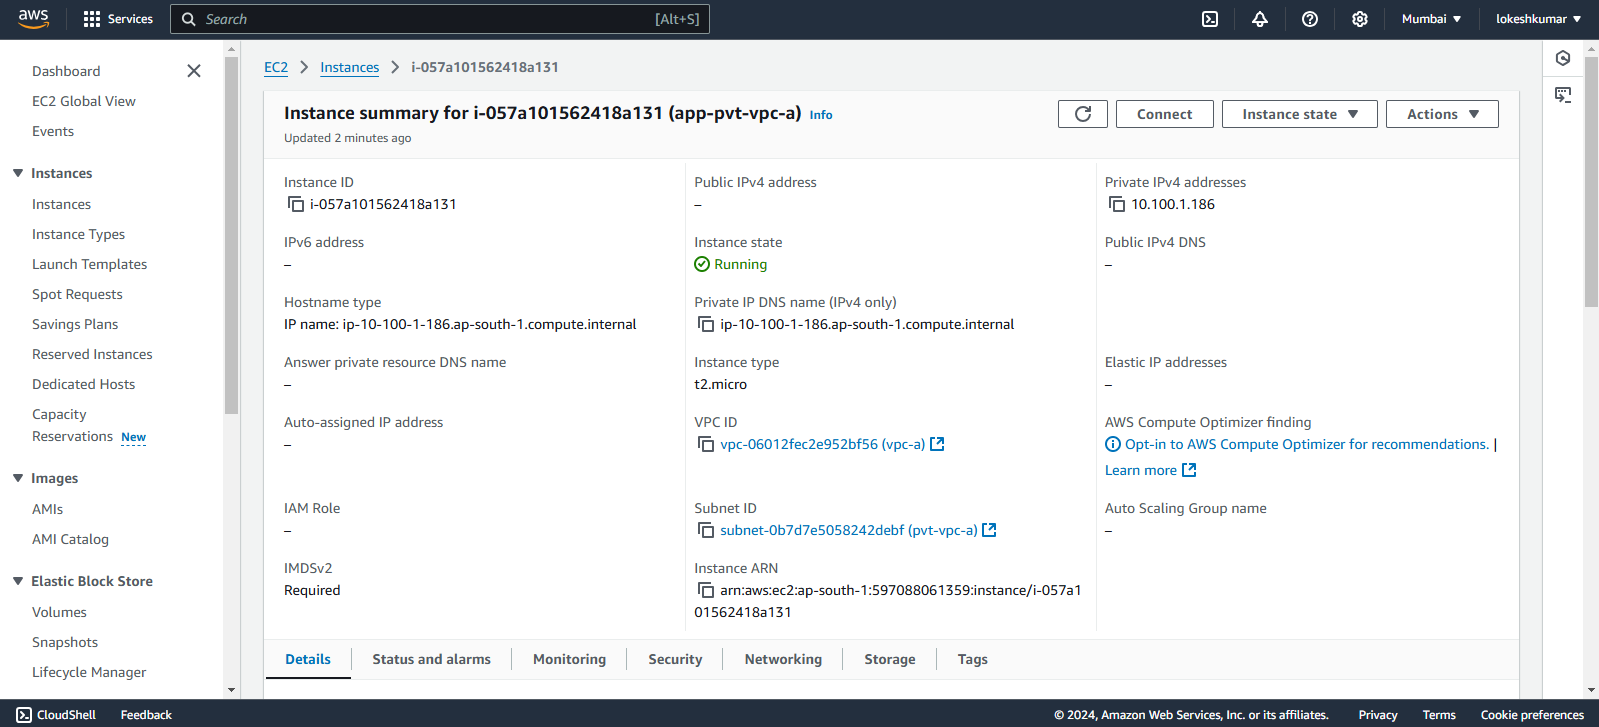 aws
Services
Search
[Alt+S]
Mumbai
lokeshkumar
Dashboard
EC2 Global View
Events
Instances
Instances
Instance Types
Launch Templates
Spot Requests
Savings Plans
Reserved Instances
Dedicated Hosts
Capacity
Reservations New
Images
AMIs
AMI Catalog
Elastic Block Store
Volumes
Snapshots
Lifecycle Manager
EC2 > Instances > i-057a101562418a131
Instance summary for i-057a101562418a131 (app-pvt-vpc-a) Info
Updated 2 minutes ago
Connect
Instance state
Actions
Instance ID
i-057a101562418a131
Public IPv4 address
–
Private IPv4 addresses
10.100.1.186
IPv6 address
–
Instance state
Running
Public IPv4 DNS
–
Hostname type
IP name: ip-10-100-1-186.ap-south-1.compute.internal
Private IP DNS name (IPv4 only)
ip-10-100-1-186.ap-south-1.compute.internal
Answer private resource DNS name
–
Instance type
t2.micro
Elastic IP addresses
–
Auto-assigned IP address
–
VPC ID
vpc-06012fec2e952bf56 (vpc-a)
AWS Compute Optimizer finding
Opt-in to AWS Compute Optimizer for recommendations. |
Learn more
IAM Role
–
Subnet ID
subnet-0b7d7e5058242debf (pvt-vpc-a)
Auto Scaling Group name
–
IMDSv2
Required
Instance ARN
arn:aws:ec2:ap-south-1:597088061359:instance/i-057a1
01562418a131
Details
Status and alarms
Monitoring
Security
Networking
Storage
Tags
CloudShell
Feedback
© 2024, Amazon Web Services, Inc. or its affiliates.
Privacy
Terms
Cookie preferences